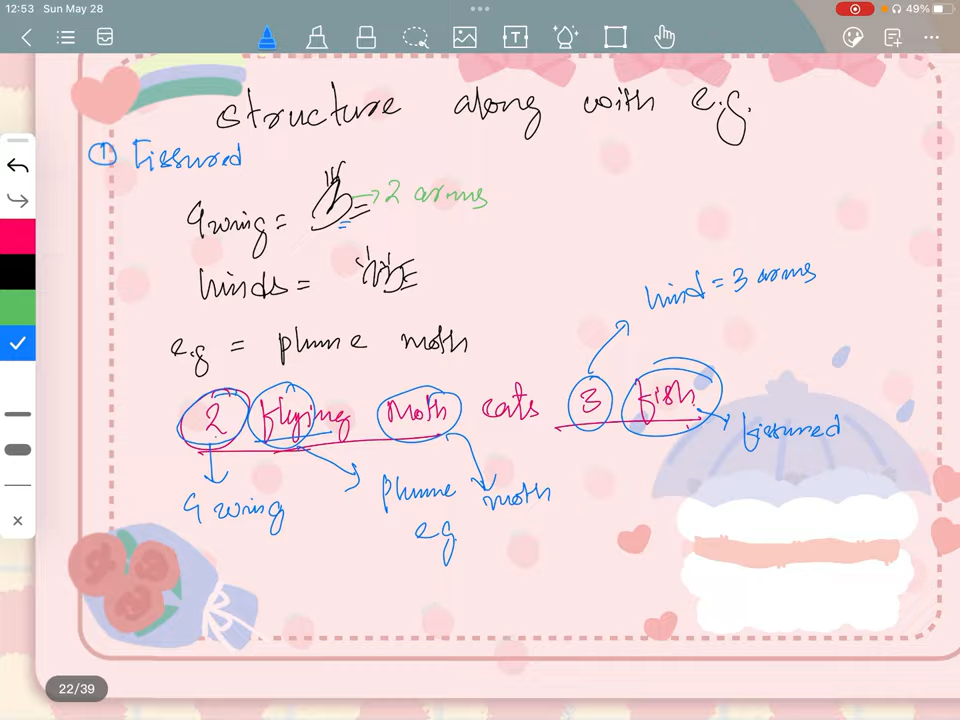 12:53 Sun May 28
49%
T
structure along with e.g.
① Fissured
4 wing =
→ 2 arms
hinds =
hind = 3 arms
e.g = plume moth
2 flying moth eats 3 fish
fissured
4 wing
plume moth
eg
22/39